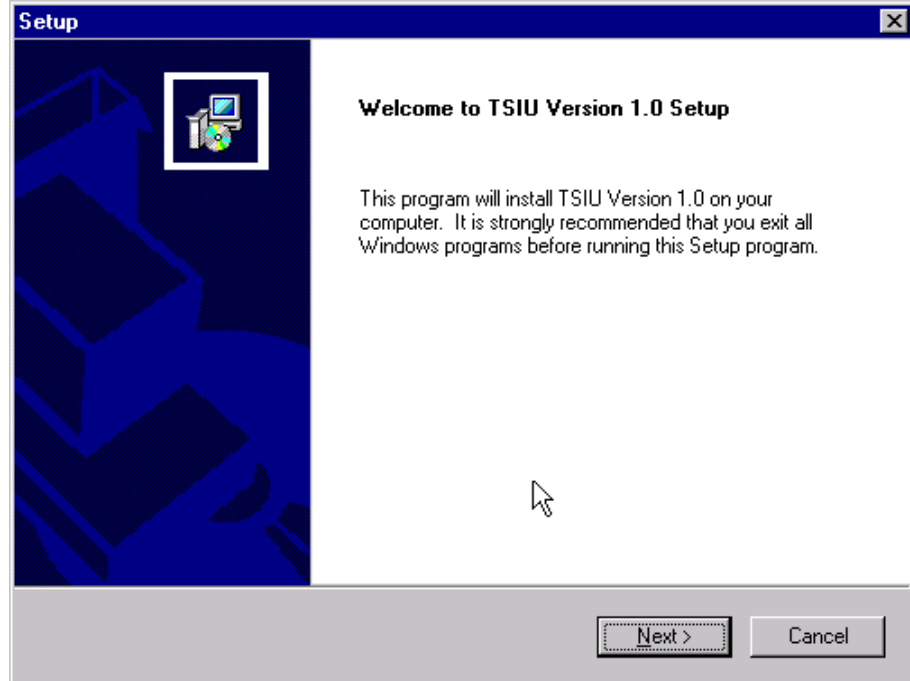 Setup
Welcome to TSIU Version 1.0 Setup
This program will install TSIU Version 1.0 on your
computer.  It is strongly recommended that you exit all
Windows programs before running this Setup program.
Next >
Cancel